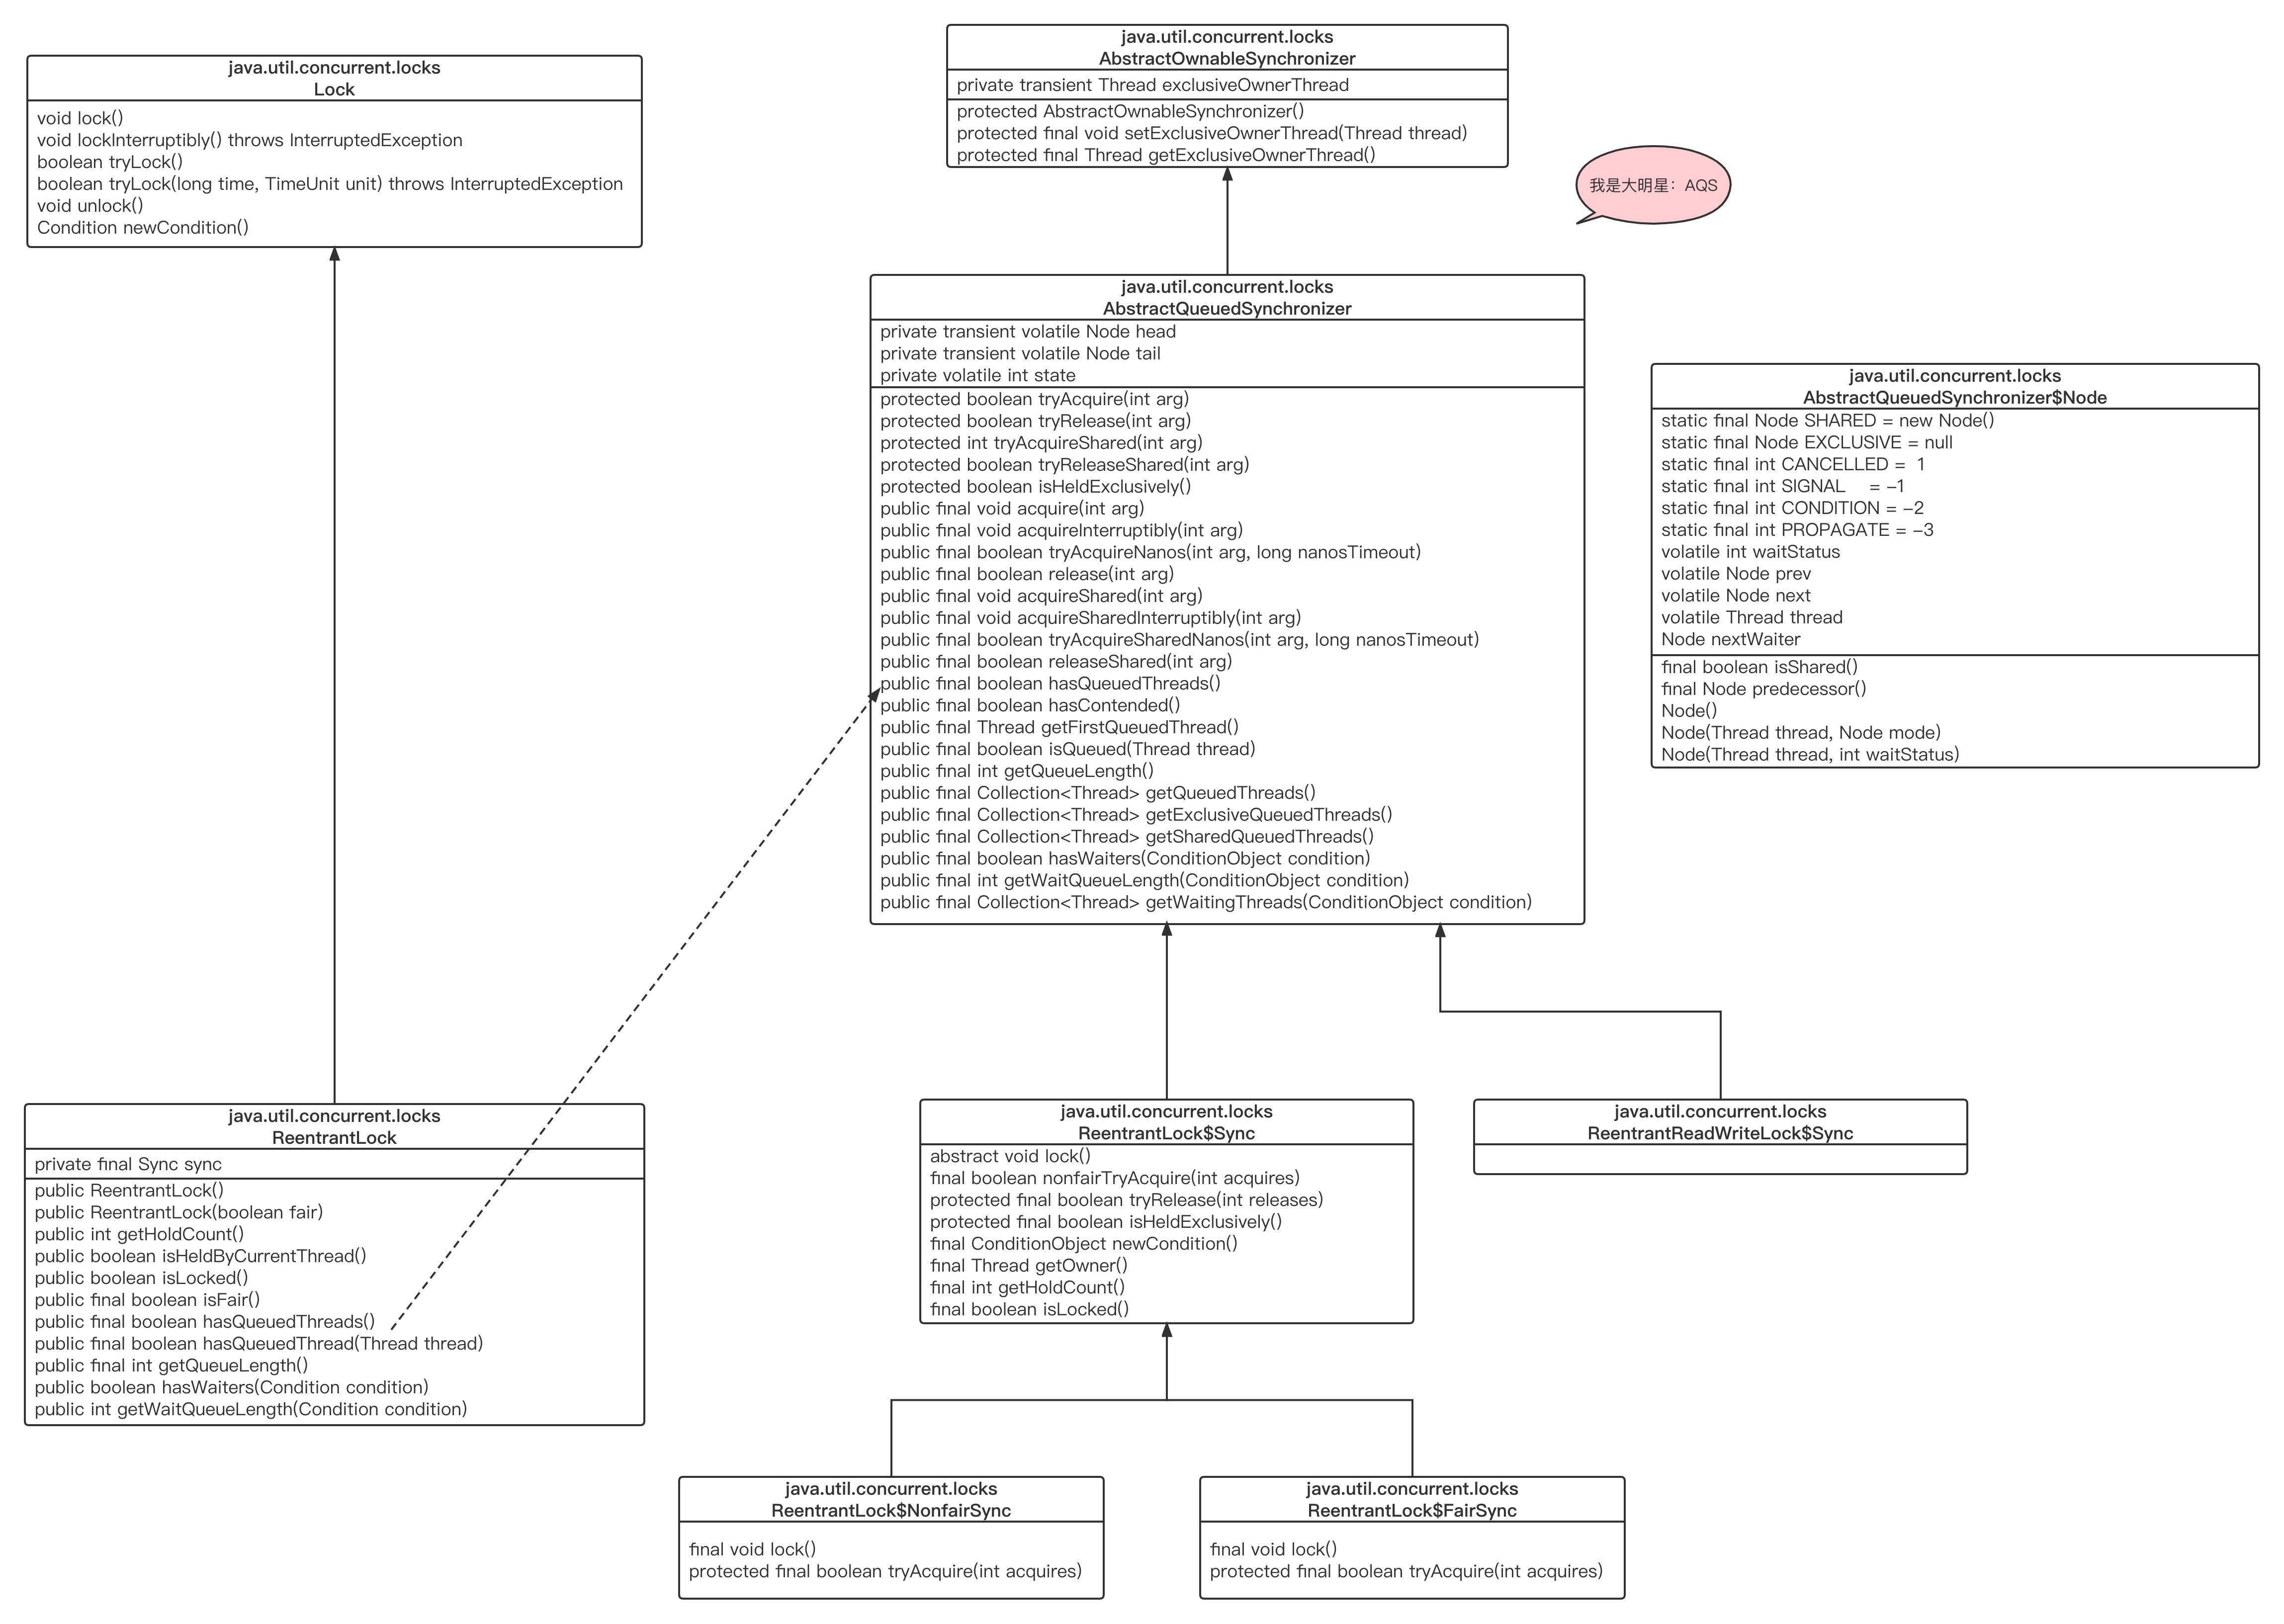 java.util.concurrent.locks
Lock
void lock()
void lockInterruptibly() throws InterruptedException
boolean tryLock()
boolean tryLock(long time, TimeUnit unit) throws InterruptedException
void unlock()
Condition newCondition()
java.util.concurrent.locks
AbstractOwnableSynchronizer
private transient Thread exclusiveOwnerThread
protected AbstractOwnableSynchronizer()
protected final void setExclusiveOwnerThread(Thread thread)
protected final Thread getExclusiveOwnerThread()
我是大明星：AQS
java.util.concurrent.locks
AbstractQueuedSynchronizer
private transient volatile Node head
private transient volatile Node tail
private volatile int state
protected boolean tryAcquire(int arg)
protected boolean tryRelease(int arg)
protected int tryAcquireShared(int arg)
protected boolean tryReleaseShared(int arg)
protected boolean isHeldExclusively()
public final void acquire(int arg)
public final void acquireInterruptibly(int arg)
public final boolean tryAcquireNanos(int arg, long nanosTimeout)
public final boolean release(int arg)
public final void acquireShared(int arg)
public final void acquireSharedInterruptibly(int arg)
public final boolean tryAcquireSharedNanos(int arg, long nanosTimeout)
public final boolean releaseShared(int arg)
public final boolean hasQueuedThreads()
public final boolean hasContended()
public final Thread getFirstQueuedThread()
public final boolean isQueued(Thread thread)
public final int getQueueLength()
public final Collection<Thread> getQueuedThreads()
public final Collection<Thread> getExclusiveQueuedThreads()
public final Collection<Thread> getSharedQueuedThreads()
public final boolean hasWaiters(ConditionObject condition)
public final int getWaitQueueLength(ConditionObject condition)
public final Collection<Thread> getWaitingThreads(ConditionObject condition)
java.util.concurrent.locks
AbstractQueuedSynchronizer$Node
static final Node SHARED = new Node()
static final Node EXCLUSIVE = null
static final int CANCELLED =  1
static final int SIGNAL    = -1
static final int CONDITION = -2
static final int PROPAGATE = -3
volatile int waitStatus
volatile Node prev
volatile Node next
volatile Thread thread
Node nextWaiter
final boolean isShared()
final Node predecessor()
Node()
Node(Thread thread, Node mode)
Node(Thread thread, int waitStatus)
java.util.concurrent.locks
ReentrantLock
private final Sync sync
public ReentrantLock()
public ReentrantLock(boolean fair)
public int getHoldCount()
public boolean isHeldByCurrentThread()
public boolean isLocked()
public final boolean isFair()
public final boolean hasQueuedThreads()
public final boolean hasQueuedThread(Thread thread)
public final int getQueueLength()
public boolean hasWaiters(Condition condition)
public int getWaitQueueLength(Condition condition)
java.util.concurrent.locks
ReentrantLock$Sync
abstract void lock()
final boolean nonfairTryAcquire(int acquires)
protected final boolean tryRelease(int releases)
protected final boolean isHeldExclusively()
final ConditionObject newCondition()
final Thread getOwner()
final int getHoldCount()
final boolean isLocked()
java.util.concurrent.locks
ReentrantReadWriteLock$Sync
java.util.concurrent.locks
ReentrantLock$NonfairSync
final void lock()
protected final boolean tryAcquire(int acquires)
java.util.concurrent.locks
ReentrantLock$FairSync
final void lock()
protected final boolean tryAcquire(int acquires)